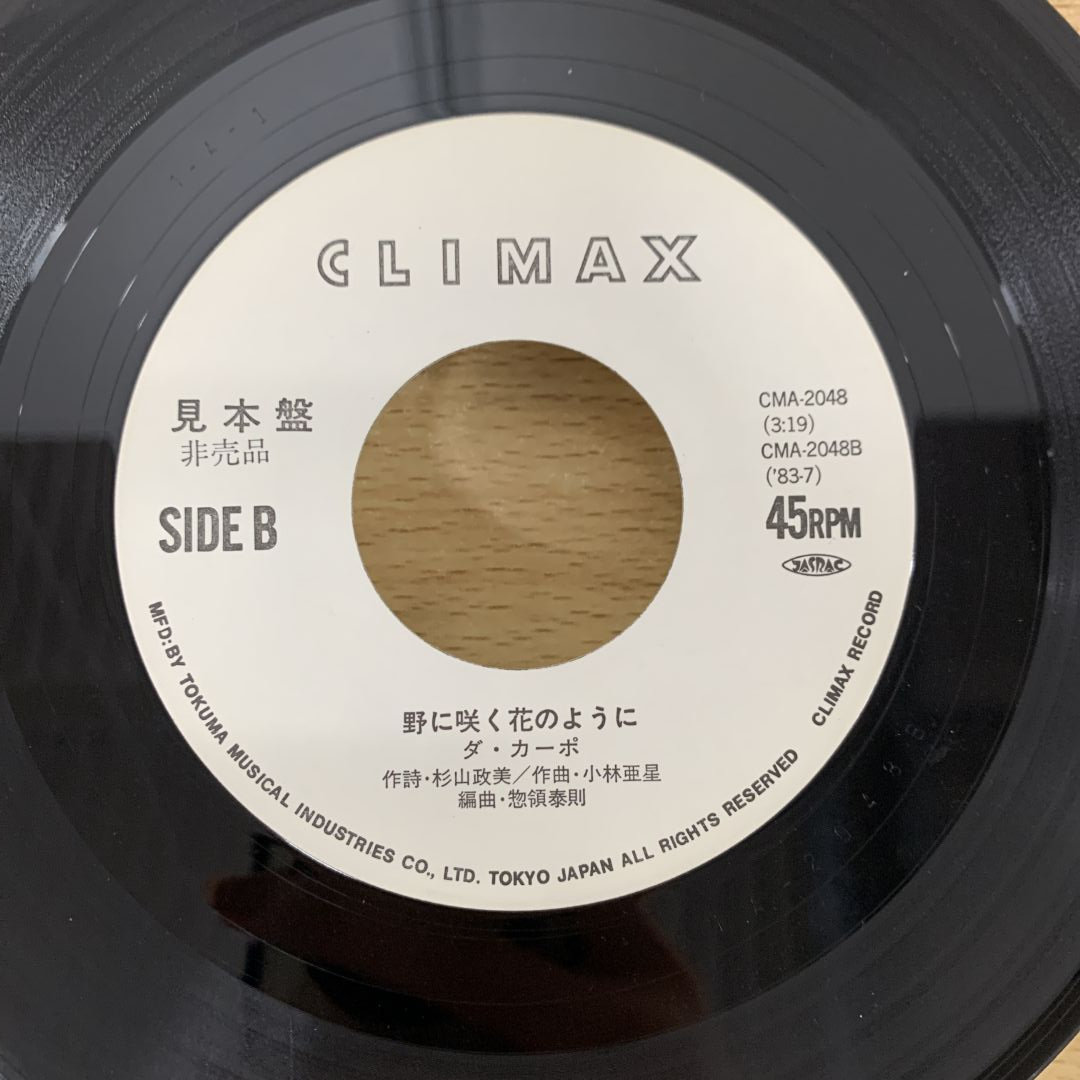 CLIMAX
見本盤
非売品
SIDE B
CMA-2048
(3:19)
CMA-2048B
('83-7)
45RPM
JASRAC
野に咲く花のように
ダ・カーポ
作詩・杉山政美／作曲・小林亜星
編曲・惣領泰則
MFD:BY TOKUMA MUSICAL INDUSTRIES CO., LTD. TOKYO JAPAN ALL RIGHTS RESERVED CLIMAX RECORD